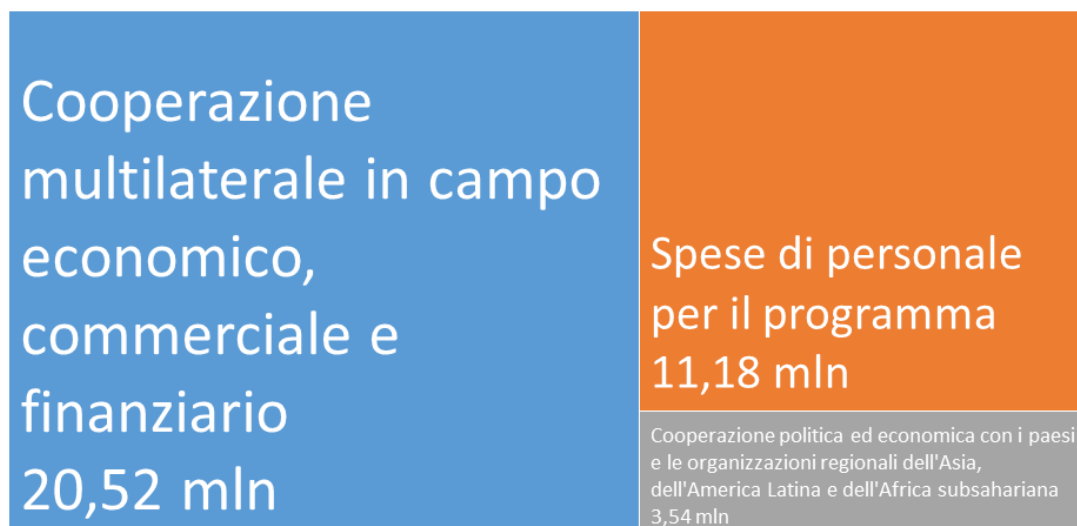 Cooperazione
multilaterale in campo
economico,
commerciale e
finanziario
20,52 mln
Spese di personale
per il programma
11,18 mln
Cooperazione politica ed economica con i paesi
e le organizzazioni regionali dell'Asia,
dell'America Latina e dell'Africa subsahariana
3,54 mln